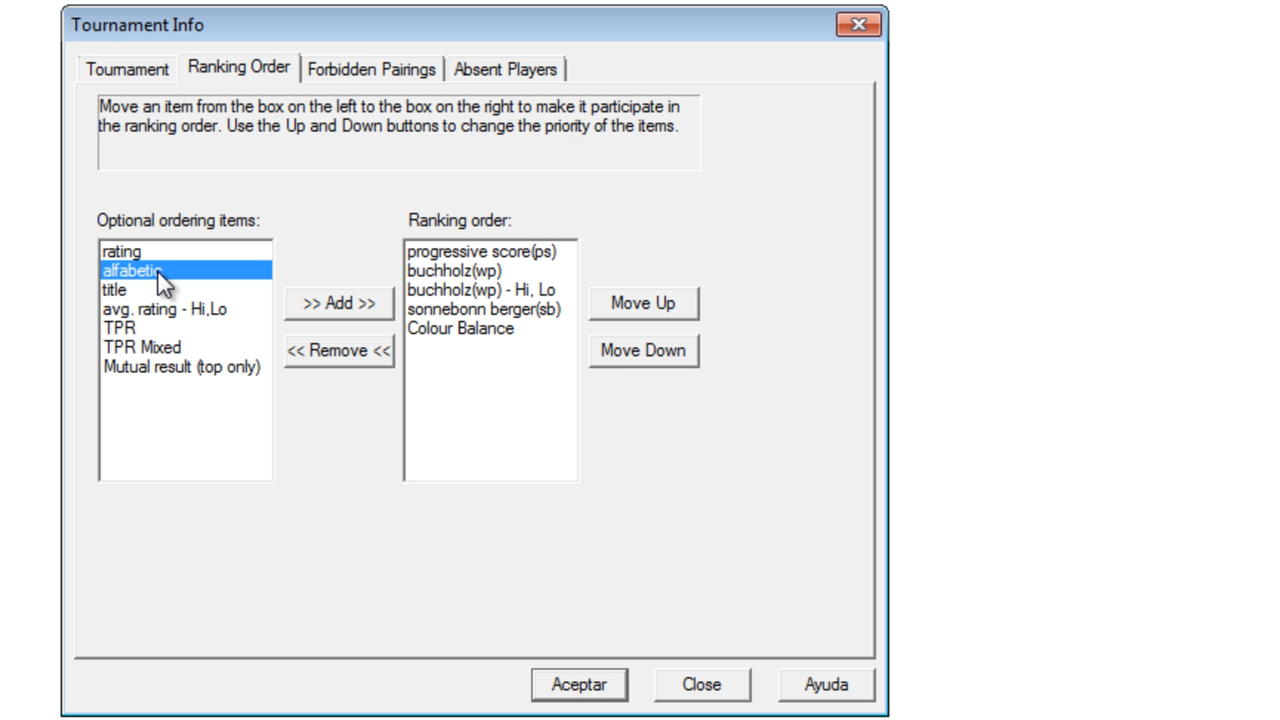 Tournament Info
Tournament
Ranking Order
Forbidden Pairings
Absent Players
Move an item from the box on the left to the box on the right to make it participate in
the ranking order. Use the Up and Down buttons to change the priority of the items.
Optional ordering items:
rating
alfabetic
title
avg. rating - Hi,Lo
TPR
TPR Mixed
Mutual result (top only)
>> Add >>
<< Remove <<
Ranking order:
progressive score(ps)
buchholz(wp)
buchholz(wp) - Hi, Lo
sonnebonn berger(sb)
Colour Balance
Move Up
Move Down
Aceptar
Close
Ayuda